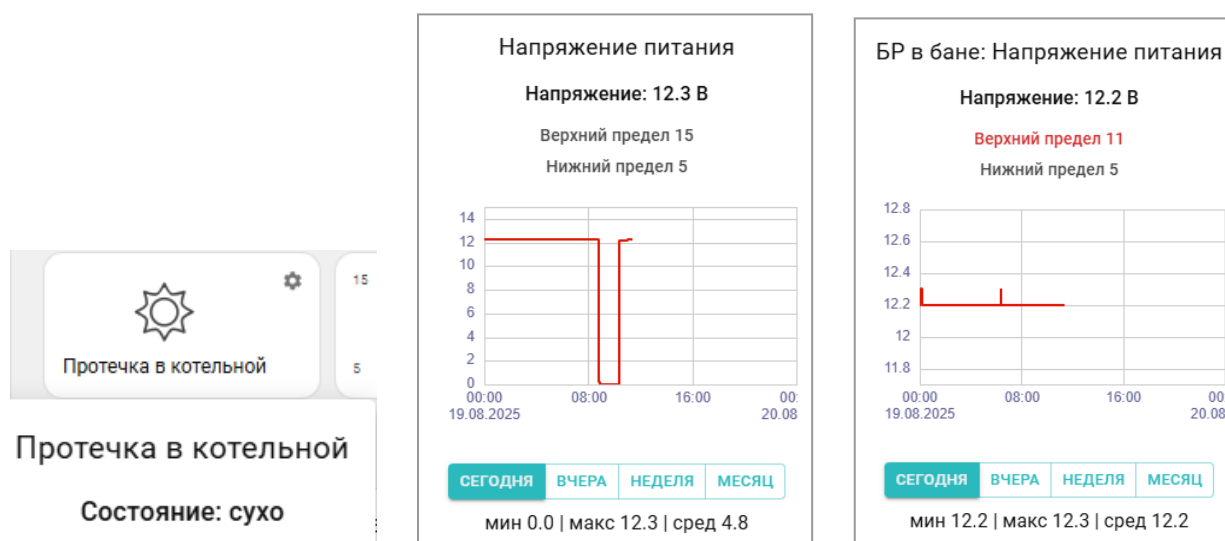 15
Протечка в котельной
5
Протечка в котельной
Состояние: сухо
Напряжение питания
Напряжение: 12.3 В
Верхний предел 15
Нижний предел 5
14
12
10
8
6
4
2
0
00:00 08:00 16:00 00:
19.08.2025 20.08
СЕГОДНЯ ВЧЕРА НЕДЕЛЯ МЕСЯЦ
мин 0.0 | макс 12.3 | сред 4.8
БР в бане: Напряжение питания
Напряжение: 12.2 В
Верхний предел 11
Нижний предел 5
12.8
12.6
12.4
12.2
12
11.8
00:00 08:00 16:00 00
19.08.2025 20.08
СЕГОДНЯ ВЧЕРА НЕДЕЛЯ МЕСЯЦ
мин 12.2 | макс 12.3 | сред 12.2